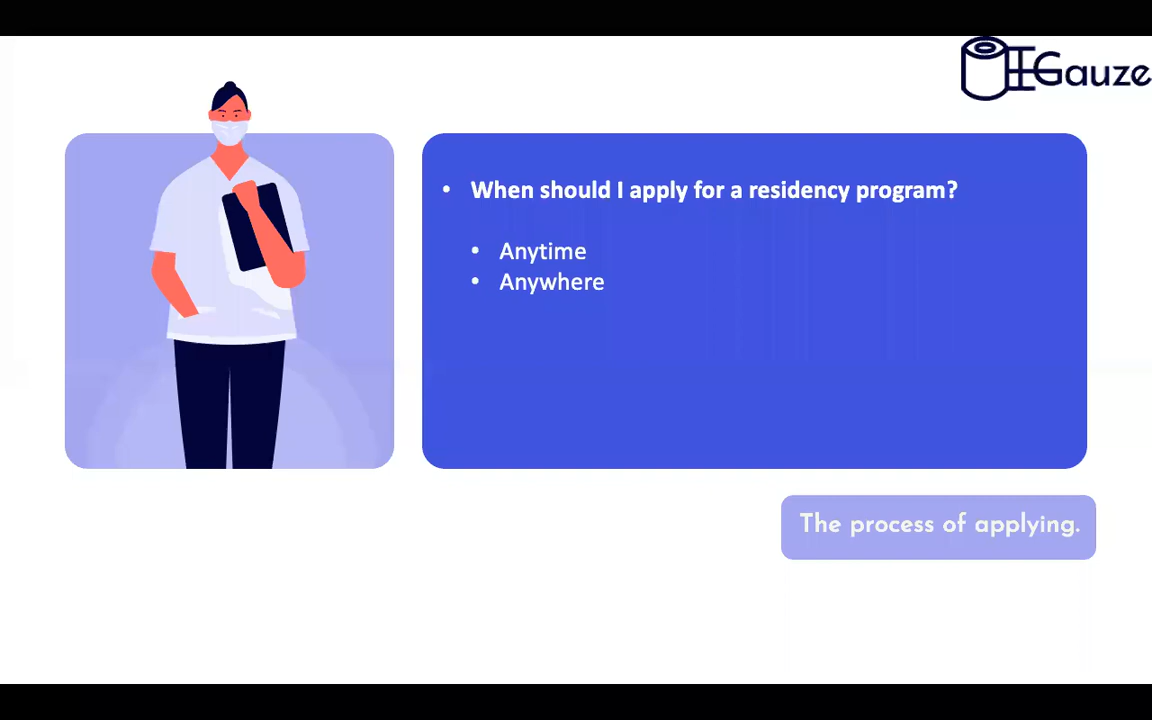 Gauze
• When should I apply for a residency program?
• Anytime
• Anywhere
The process of applying.